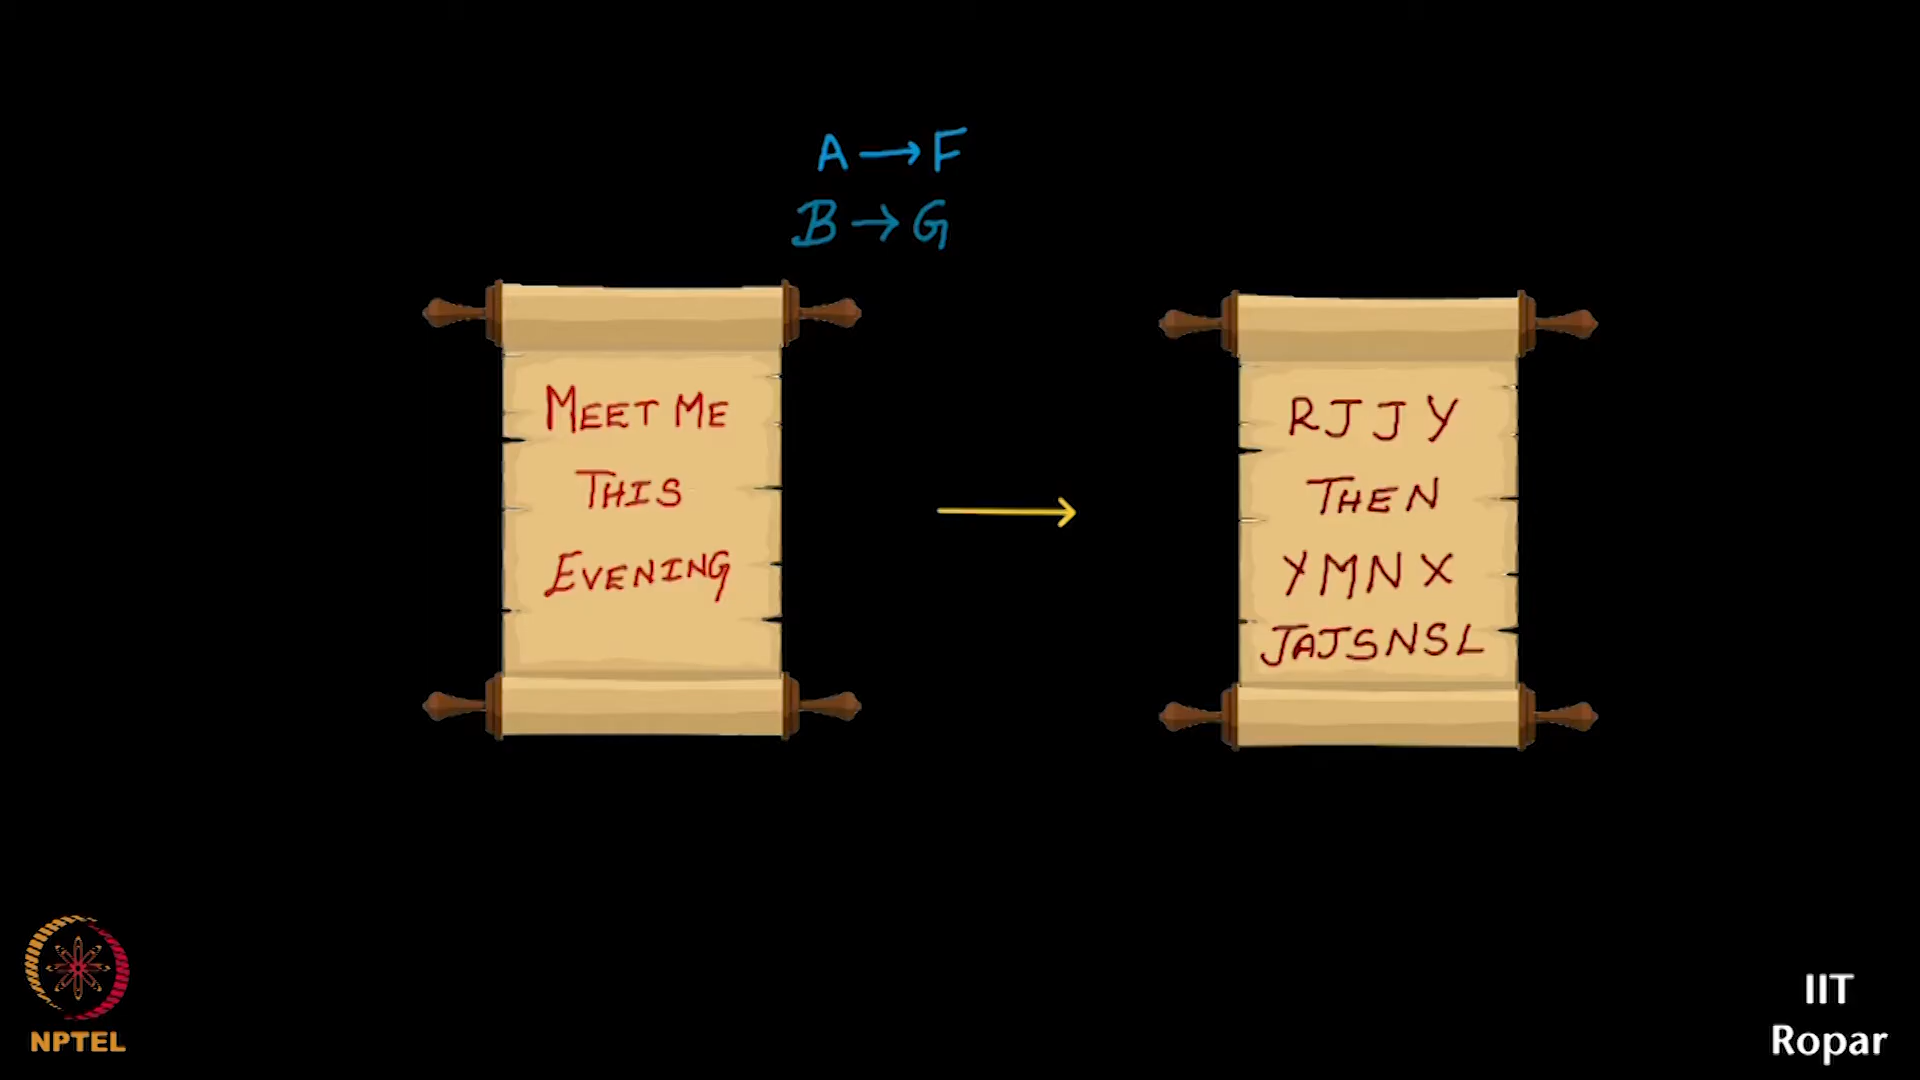 A → F
B → G
MEET ME
THIS
EVENING
→
RJJY
THEN
YMNX
JAJSNSL
NPTEL
IIT
Ropar